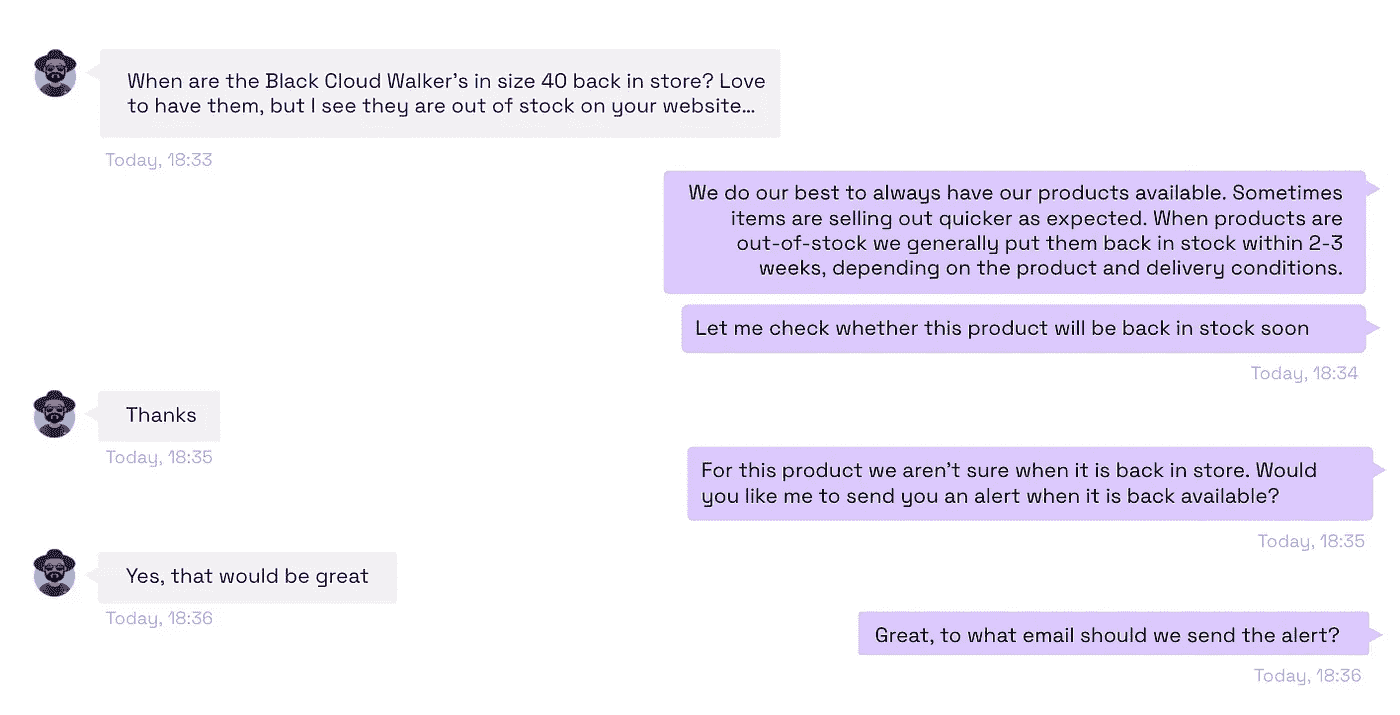 When are the Black Cloud Walker's in size 40 back in store? Love
to have them, but I see they are out of stock on your website...
Today, 18:33
We do our best to always have our products available. Sometimes
items are selling out quicker as expected. When products are
out-of-stock we generally put them back in stock within 2-3
weeks, depending on the product and delivery conditions.
Let me check whether this product will be back in stock soon
Today, 18:34
Thanks
Today, 18:35
For this product we aren't sure when it is back in store. Would
you like me to send you an alert when it is back available?
Today, 18:35
Yes, that would be great
Today, 18:36
Great, to what email should we send the alert?
Today, 18:36